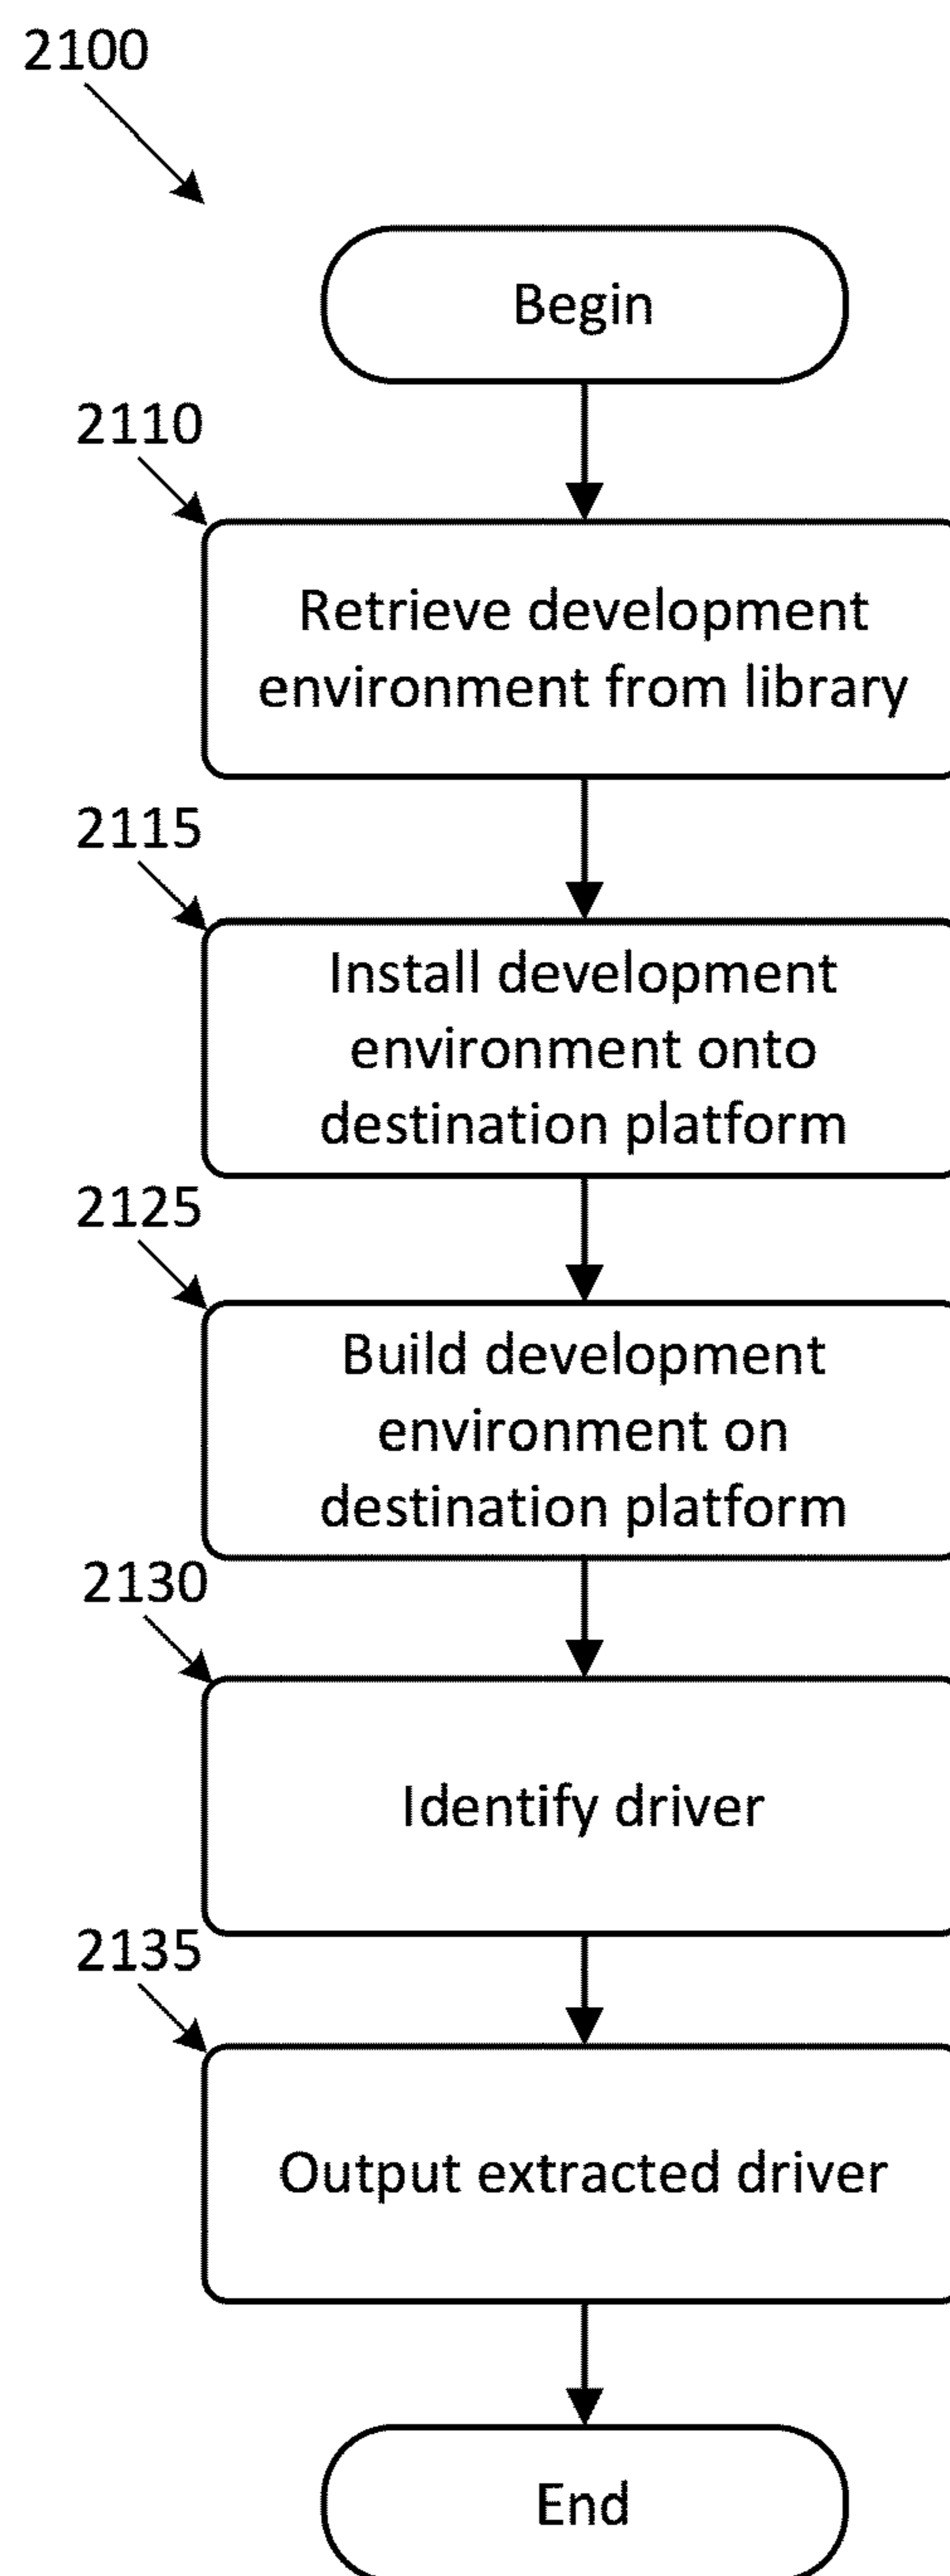 2100
Begin
2110
Retrieve development
environment from library
2115
Install development
environment onto
destination platform
2125
Build development
environment on
destination platform
2130
Identify driver
2135
Output extracted driver
End